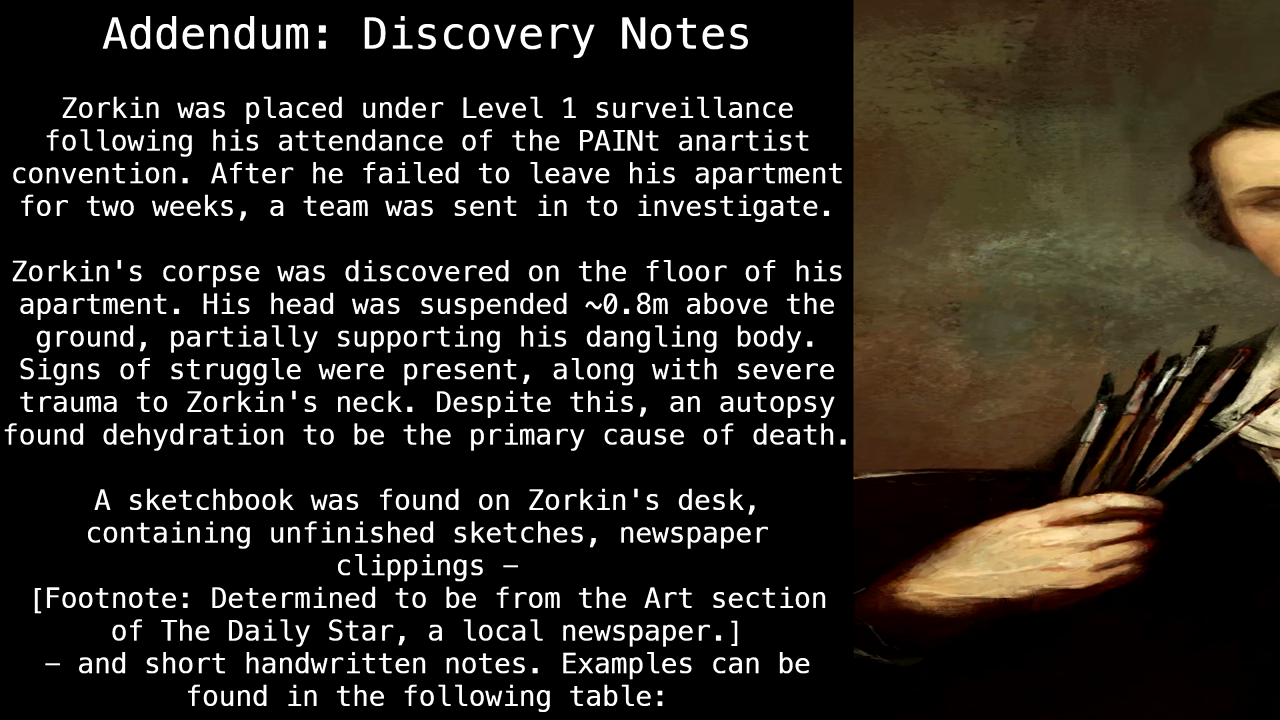 Addendum: Discovery Notes
Zorkin was placed under Level 1 surveillance
following his attendance of the PAINt anartist
convention. After he failed to leave his apartment
for two weeks, a team was sent in to investigate.
Zorkin's corpse was discovered on the floor of his
apartment. His head was suspended ~0.8m above the
ground, partially supporting his dangling body.
Signs of struggle were present, along with severe
trauma to Zorkin's neck. Despite this, an autopsy
found dehydration to be the primary cause of death.
A sketchbook was found on Zorkin's desk,
containing unfinished sketches, newspaper
clippings –
[Footnote: Determined to be from the Art section
of The Daily Star, a local newspaper.]
– and short handwritten notes. Examples can be
found in the following table: